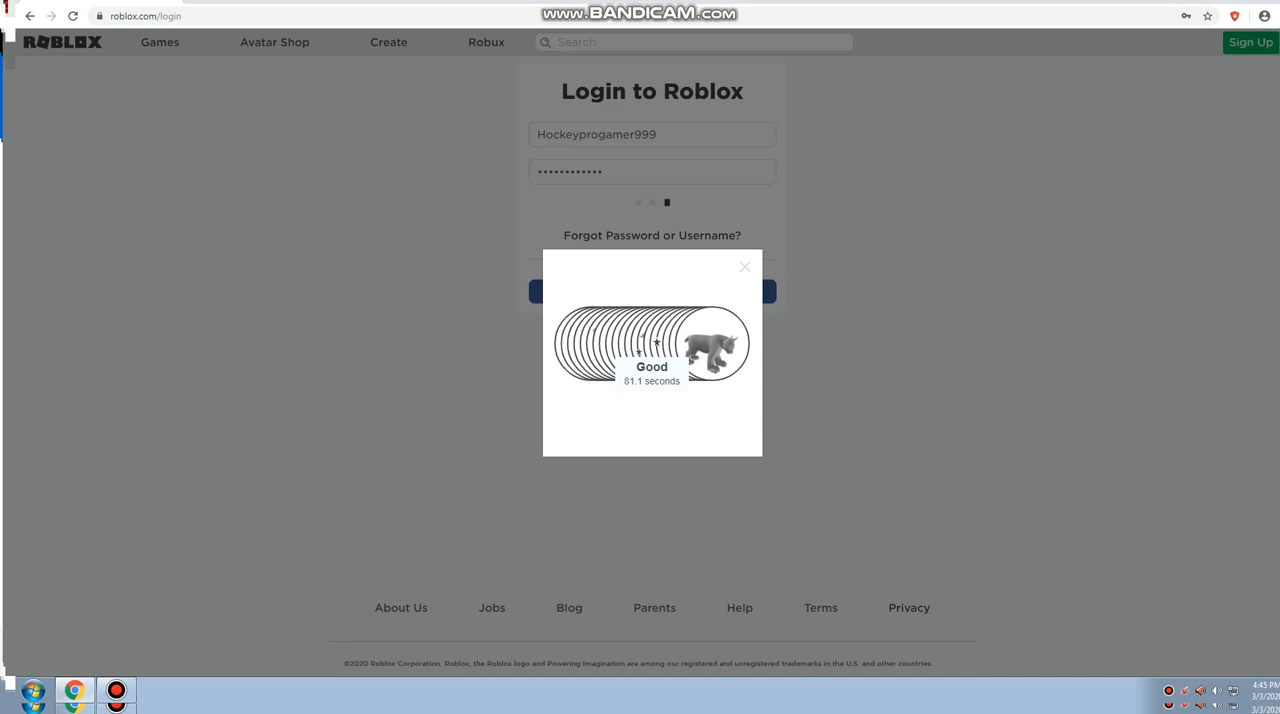 roblox.com/login
www.BANDICAM.com
ROBLOX
Games
Avatar Shop
Create
Robux
Search
Sign Up
Login to Roblox
Hockeyprogamer999
••••••••••••
Forgot Password or Username?
Good
81.1 seconds
About Us
Jobs
Blog
Parents
Help
Terms
Privacy
©2020 Roblox Corporation. Roblox, the Roblox logo and Powering Imagination are among our registered and unregistered trademarks in the U.S. and other countries.
4:45 PM